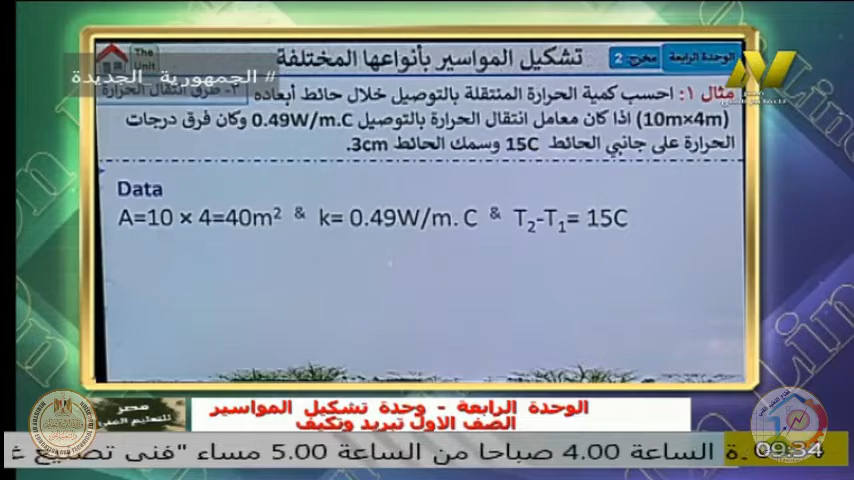 The Unit
تشكيل المواسير بأنواعها المختلفة
مخرج 2
الوحدة الرابعة
# الجمهورية الجديدة
٣- طرق انتقال الحرارة
مثال ١: احسب كمية الحرارة المنتقلة بالتوصيل خلال حائط أبعاده
(10m×4m) اذا كان معامل انتقال الحرارة بالتوصيل 0.49W/m.C وكان فرق درجات
الحرارة على جانبي الحائط 15C وسمك الحائط 3cm.
Data
A=10 × 4=40m² & k= 0.49W/m. C & T₂-T₁= 15C
مصر
للتعليم الفني
الوحدة الرابعة - وحدة تشكيل المواسير
الصف الاول تبريد وتكيف
ة الساعة 4.00 صباحا من الساعة 5.00 مساء "فنى تصنيع
09:34